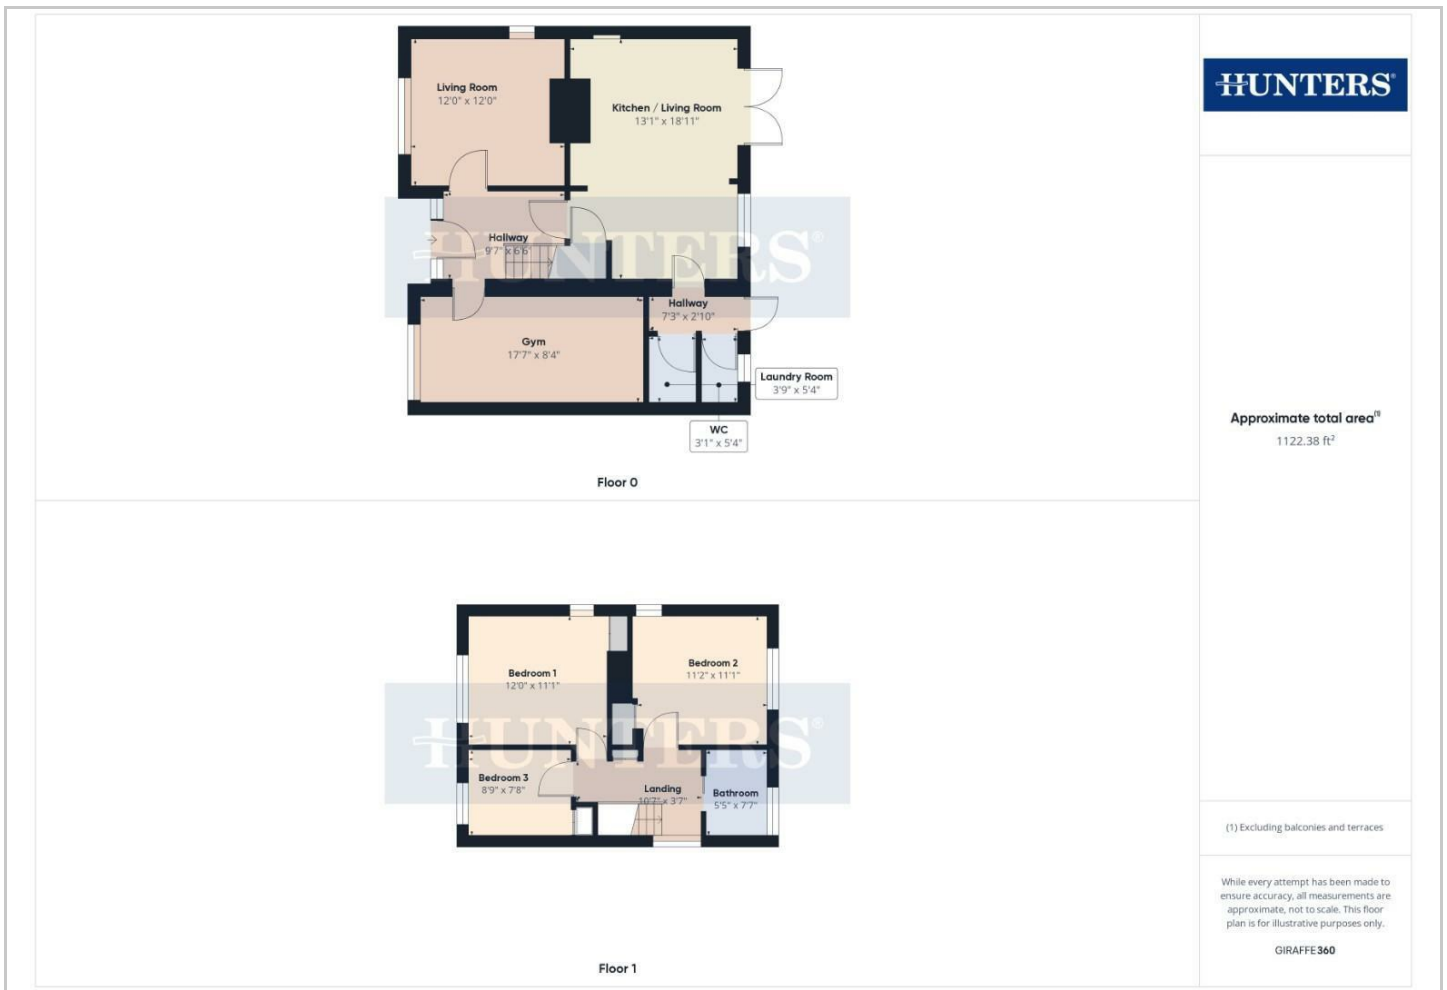 Living Room
12'0" x 12'0"
Kitchen / Living Room
13'1" x 18'11"
Hallway
9'7" x 6'6"
HUNTERS®
Hallway
7'3" x 2'10"
Gym
17'7" x 8'4"
Laundry Room
3'9" x 5'4"
WC
3'1" x 5'4"
Floor 0
Bedroom 1
12'0" x 11'1"
Bedroom 2
11'2" x 11'1"
HUNTERS®
Bedroom 3
8'9" x 7'8"
Landing
10'7" x 3'7"
Bathroom
5'5" x 7'7"
Floor 1
HUNTERS®
Approximate total area(1)
1122.38 ft²
(1) Excluding balconies and terraces
While every attempt has been made to
ensure accuracy, all measurements are
approximate, not to scale. This floor
plan is for illustrative purposes only.
GIRAFFE360